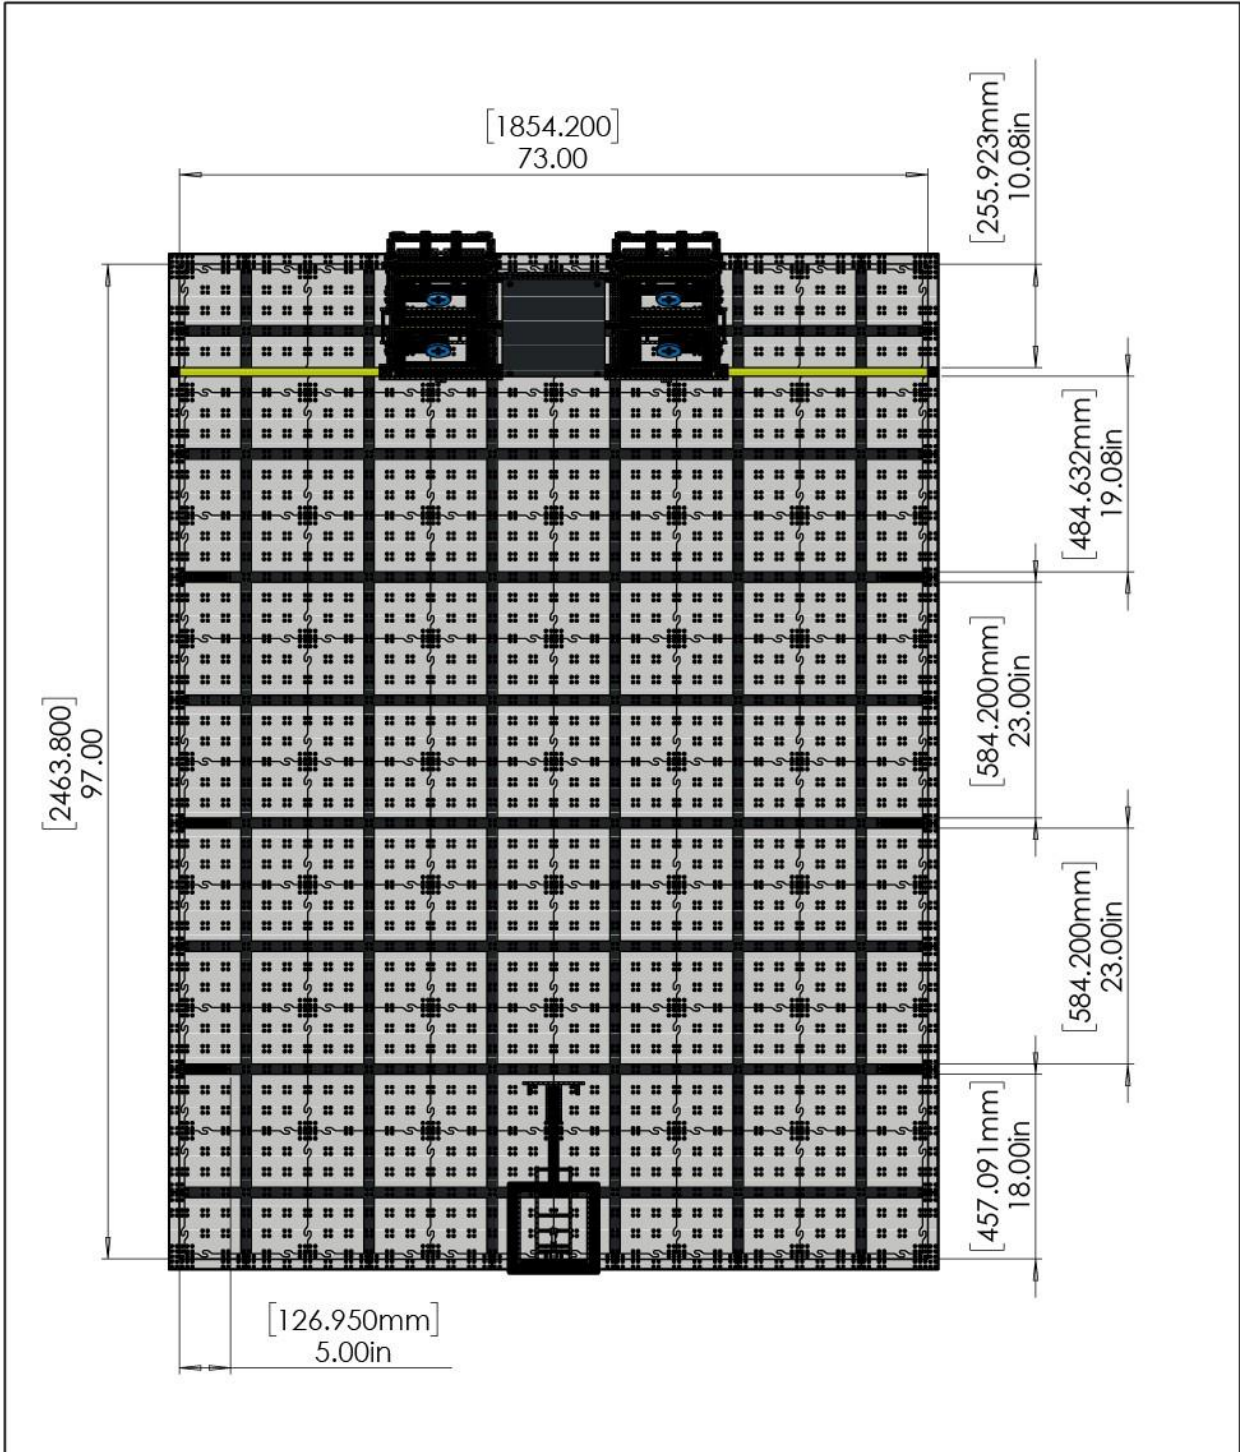 [1854.200]
73.00
[255.923mm]
10.08in
[484.632mm]
19.08in
[584.200mm]
23.00in
[2463.800]
97.00
[584.200mm]
23.00in
[457.091mm]
18.00in
[126.950mm]
5.00in